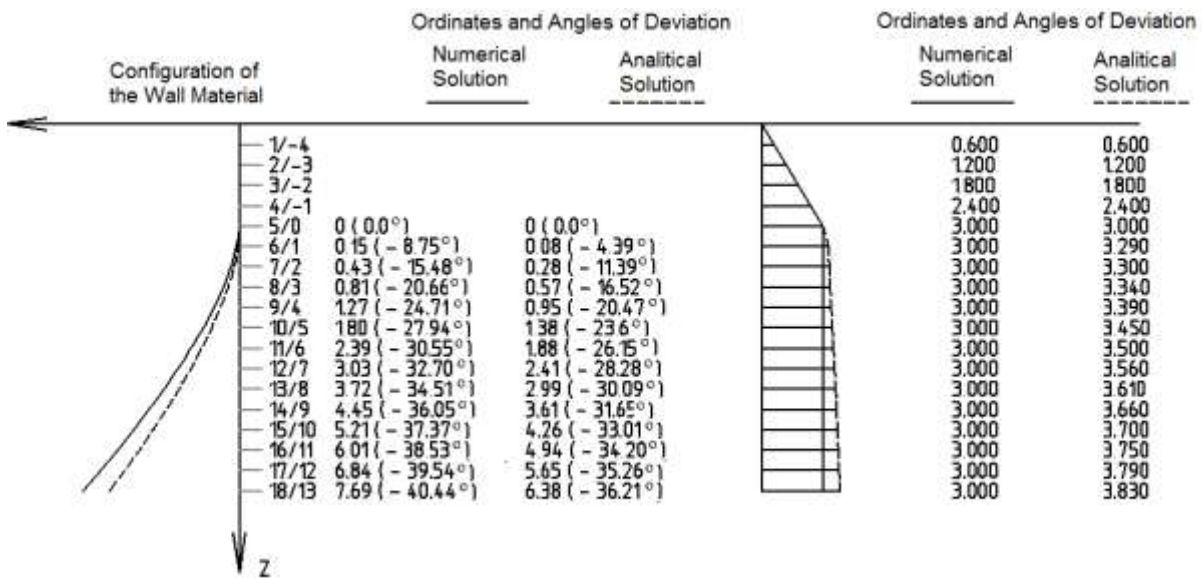 Ordinates and Angles of Deviation Ordinates and Angles of Deviation
Configuration of the Wall Material
Numerical Solution Analitical Solution Numerical Solution Analitical Solution
1/-4 0.600 0.600
2/-3 1.200 1.200
3/-2 1.800 1.800
4/-1 2.400 2.400
5/0 0 (0.0°) 0 (0.0°) 3.000 3.000
6/1 0.15 (- 8.75°) 0.08 (- 4.39°) 3.000 3.290
7/2 0.43 (- 15.48°) 0.28 (- 11.39°) 3.000 3.300
8/3 0.81 (- 20.66°) 0.57 (- 16.52°) 3.000 3.340
9/4 1.27 (- 24.71°) 0.95 (- 20.47°) 3.000 3.390
10/5 1.80 (- 27.94°) 1.38 (- 23.6°) 3.000 3.450
11/6 2.39 (- 30.55°) 1.88 (- 26.15°) 3.000 3.500
12/7 3.03 (- 32.70°) 2.41 (- 28.28°) 3.000 3.560
13/8 3.72 (- 34.51°) 2.99 (- 30.09°) 3.000 3.610
14/9 4.45 (- 36.05°) 3.61 (- 31.65°) 3.000 3.660
15/10 5.21 (- 37.37°) 4.26 (- 33.01°) 3.000 3.700
16/11 6.01 (- 38.53°) 4.94 (- 34.20°) 3.000 3.750
17/12 6.84 (- 39.54°) 5.65 (- 35.26°) 3.000 3.790
18/13 7.69 (- 40.44°) 6.38 (- 36.21°) 3.000 3.830
Z